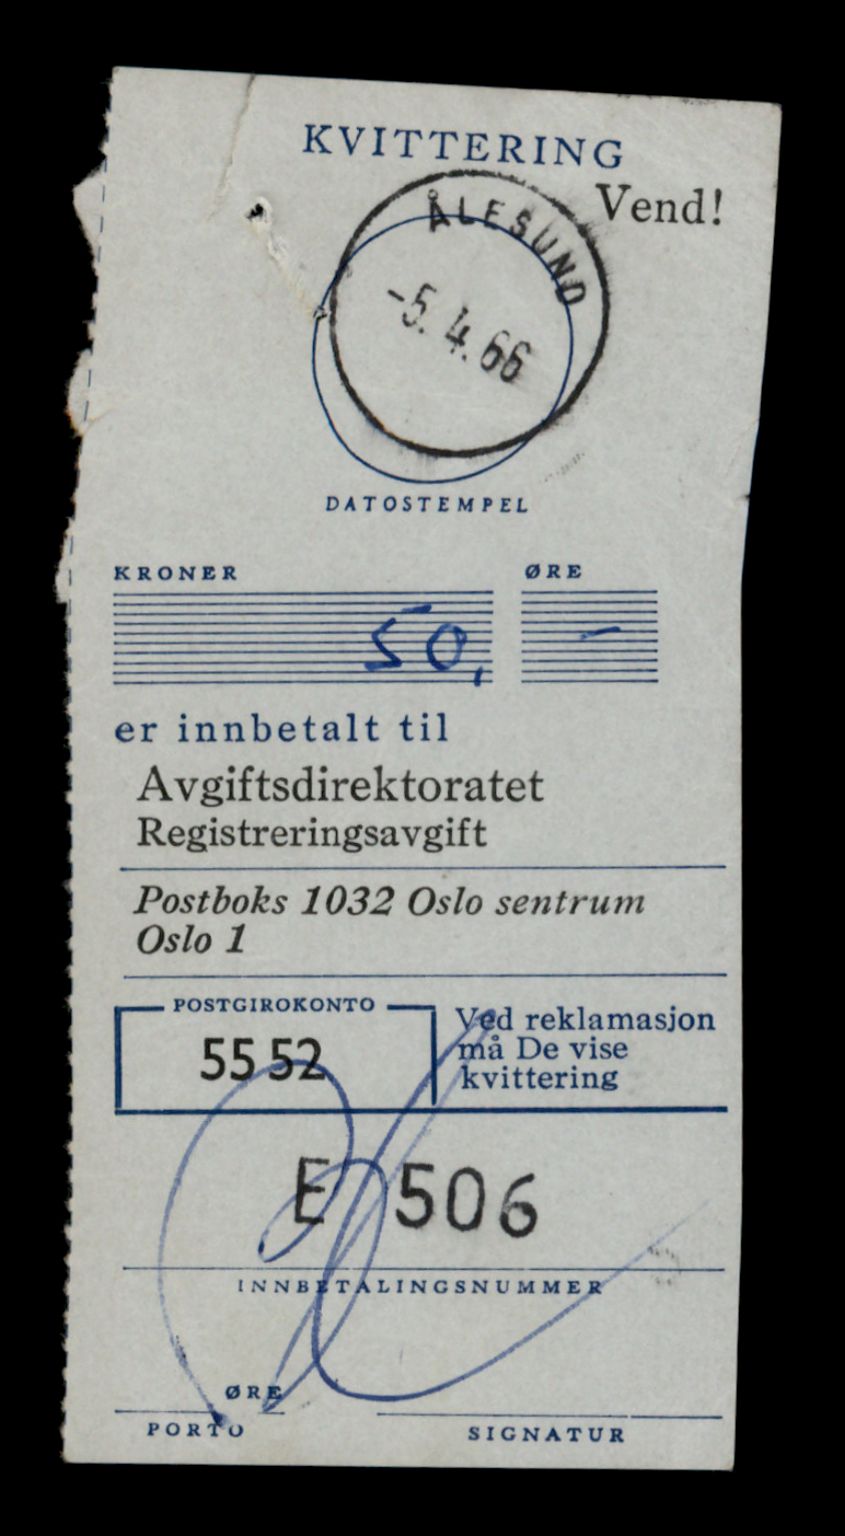 KVITTERING
Vend!
ÅLESUND
-5.4.66
DATOSTEMPEL
KRONER ØRE
50, -
er innbetalt til
Avgiftsdirektoratet
Registreringsavgift
Postboks 1032 Oslo sentrum
Oslo 1
POSTGIROKONTO
55 52
Ved reklamasjon
må De vise
kvittering
E 506
INNBETALINGSNUMMER
ØRE
PORTO
SIGNATUR